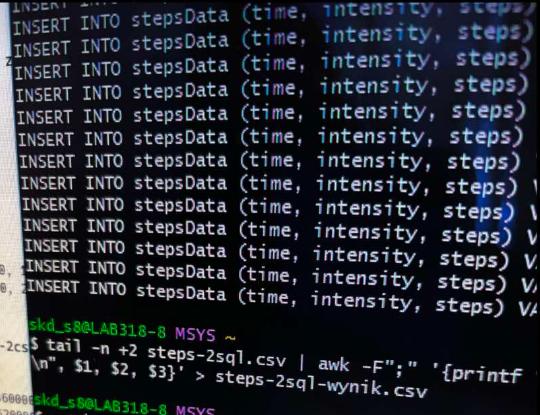 INSERT INTO stepsData (time, intensity, steps)
INSERT INTO stepsData (time, intensity, steps)
INSERT INTO stepsData (time, intensity, steps)
INSERT INTO stepsData (time, intensity, steps)
INSERT INTO stepsData (time, intensity, steps)
INSERT INTO stepsData (time, intensity, steps)
INSERT INTO stepsData (time, intensity, steps)
INSERT INTO stepsData (time, intensity, steps)
INSERT INTO stepsData (time, intensity, steps)
INSERT INTO stepsData (time, intensity, steps)
INSERT INTO stepsData (time, intensity, steps)
INSERT INTO stepsData (time, intensity, steps)
INSERT INTO stepsData (time, intensity, steps)
INSERT INTO stepsData (time, intensity, steps)
skd_s8@LAB318-8 MSYS ~
$ tail -n +2 steps-2sql.csv | awk -F";" '{printf
\n", $1, $2, $3}' > steps-2sql-wynik.csv
skd_s8@LAB318-8 MSYS